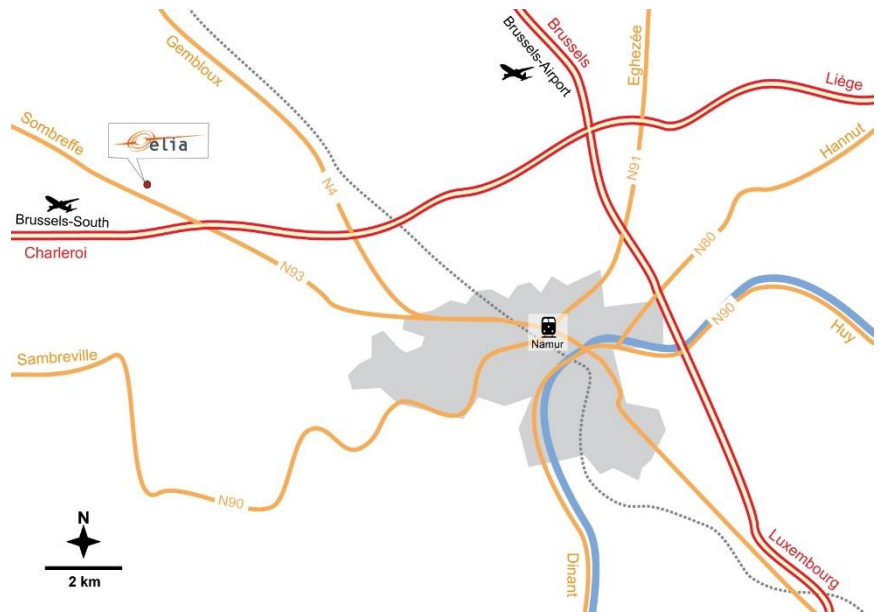 Gembloux
Brussels
Brussels-Airport
Eghezée
Liège
Sombreffe
elia
Hannut
N91
N4
Brussels-South
Charleroi
N80
N93
N90
Huy
Namur
Sambreville
N90
N
2 km
Dinant
Luxembourg